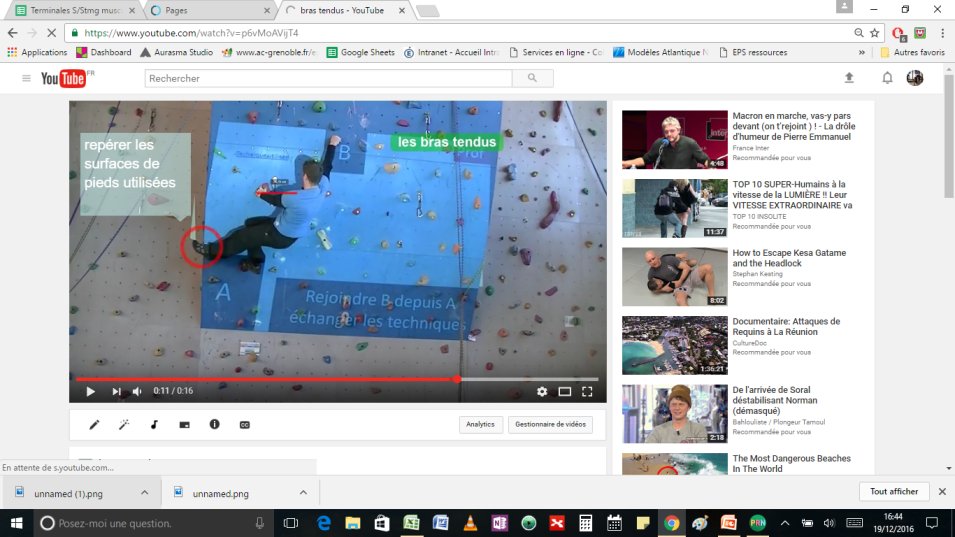 Terminales S/Stmg musc
Pages
bras tendus - YouTube
https://www.youtube.com/watch?v=p6vMoAVijT4
Applications
Dashboard
Aurasma Studio
www.ac-grenoble.fr/e
Google Sheets
Intranet - Accueil Intra
Services en ligne - Co
Modèles Atlantique N
EPS ressources
»
Autres favoris
YouTube FR
Rechercher
repérer les
surfaces de
pieds utilisées
les bras tendus
B
A
Rejoindre B depuis A
échanger les techniques
0:11 / 0:16
Analytics
Gestionnaire de vidéos
4:48
Macron en marche, vas-y pars
devant (on t'rejoint ) ! - La drôle
d'humeur de Pierre Emmanuel
France Inter
Recommandée pour vous
11:37
TOP 10 SUPER-Humains à la
vitesse de la LUMIÈRE !! Leur
VITESSE EXTRAORDINAIRE va
TOP 10 INSOLITE
Recommandée pour vous
8:02
How to Escape Kesa Gatame
and the Headlock
Stephan Kesting
Recommandée pour vous
1:36:21
Documentaire: Attaques de
Requins à La Réunion
CultureDoc
Recommandée pour vous
2:18
De l'arrivée de Soral
déstabilisant Norman
(démasqué)
Bahlouliste / Plongeur Tamoul
Recommandée pour vous
The Most Dangerous Beaches
In The World
En attente de s.youtube.com...
unnamed (1).png
unnamed.png
Tout afficher
Posez-moi une question.
16:44
19/12/2016